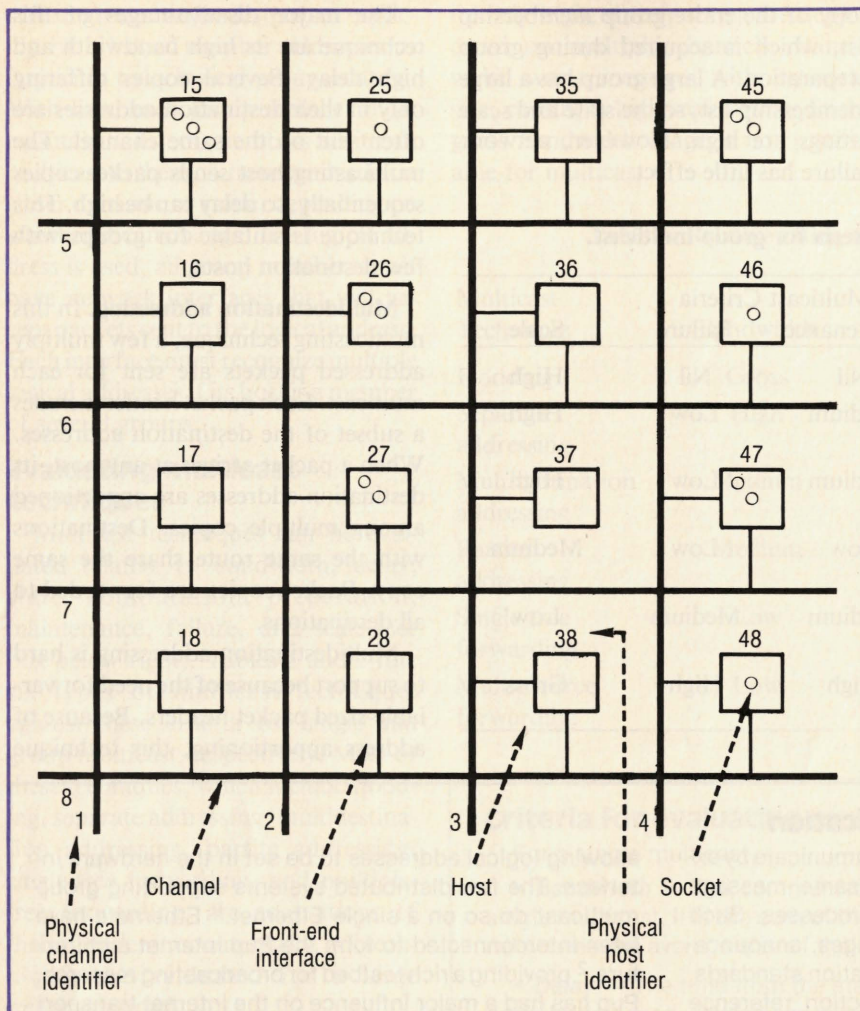 15 25 35 45
5
16 26 36 46
6
17 27 37 47
7
18 28 38 48
8
1 2 3 4
Channel Host Socket
Physical
channel
identifier
Front-end
interface
Physical
host
identifier